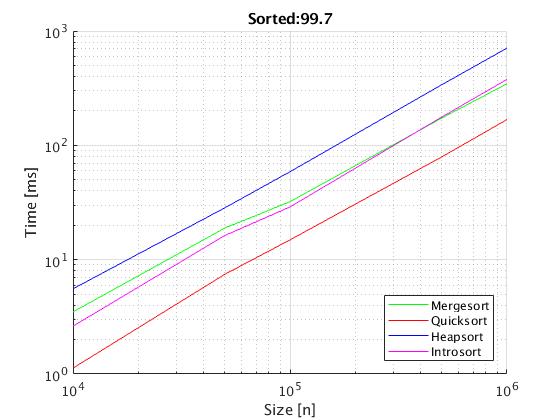 Sorted:99.7
10^3
10^2
10^1
10^0
Time [ms]
10^4
10^5
10^6
Size [n]
Mergesort
Quicksort
Heapsort
Introsort